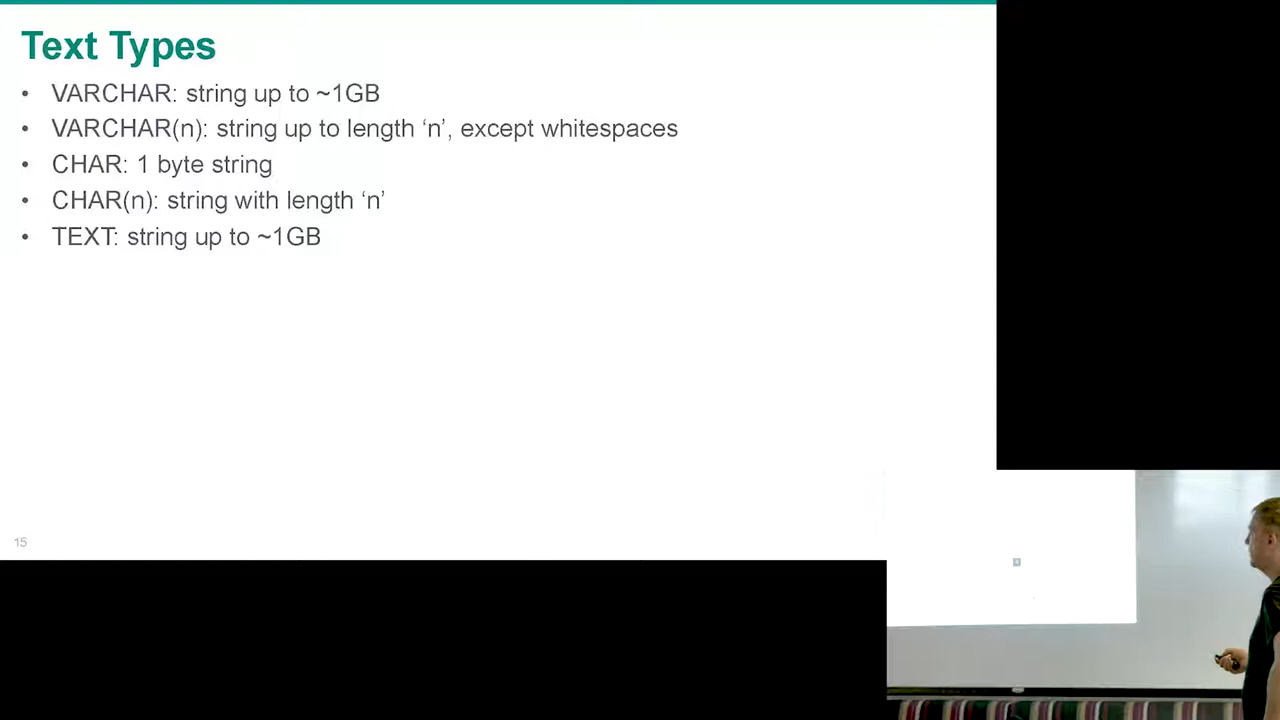 Text Types
• VARCHAR: string up to ~1GB
• VARCHAR(n): string up to length ‘n’, except whitespaces
• CHAR: 1 byte string
• CHAR(n): string with length ‘n’
• TEXT: string up to ~1GB
15